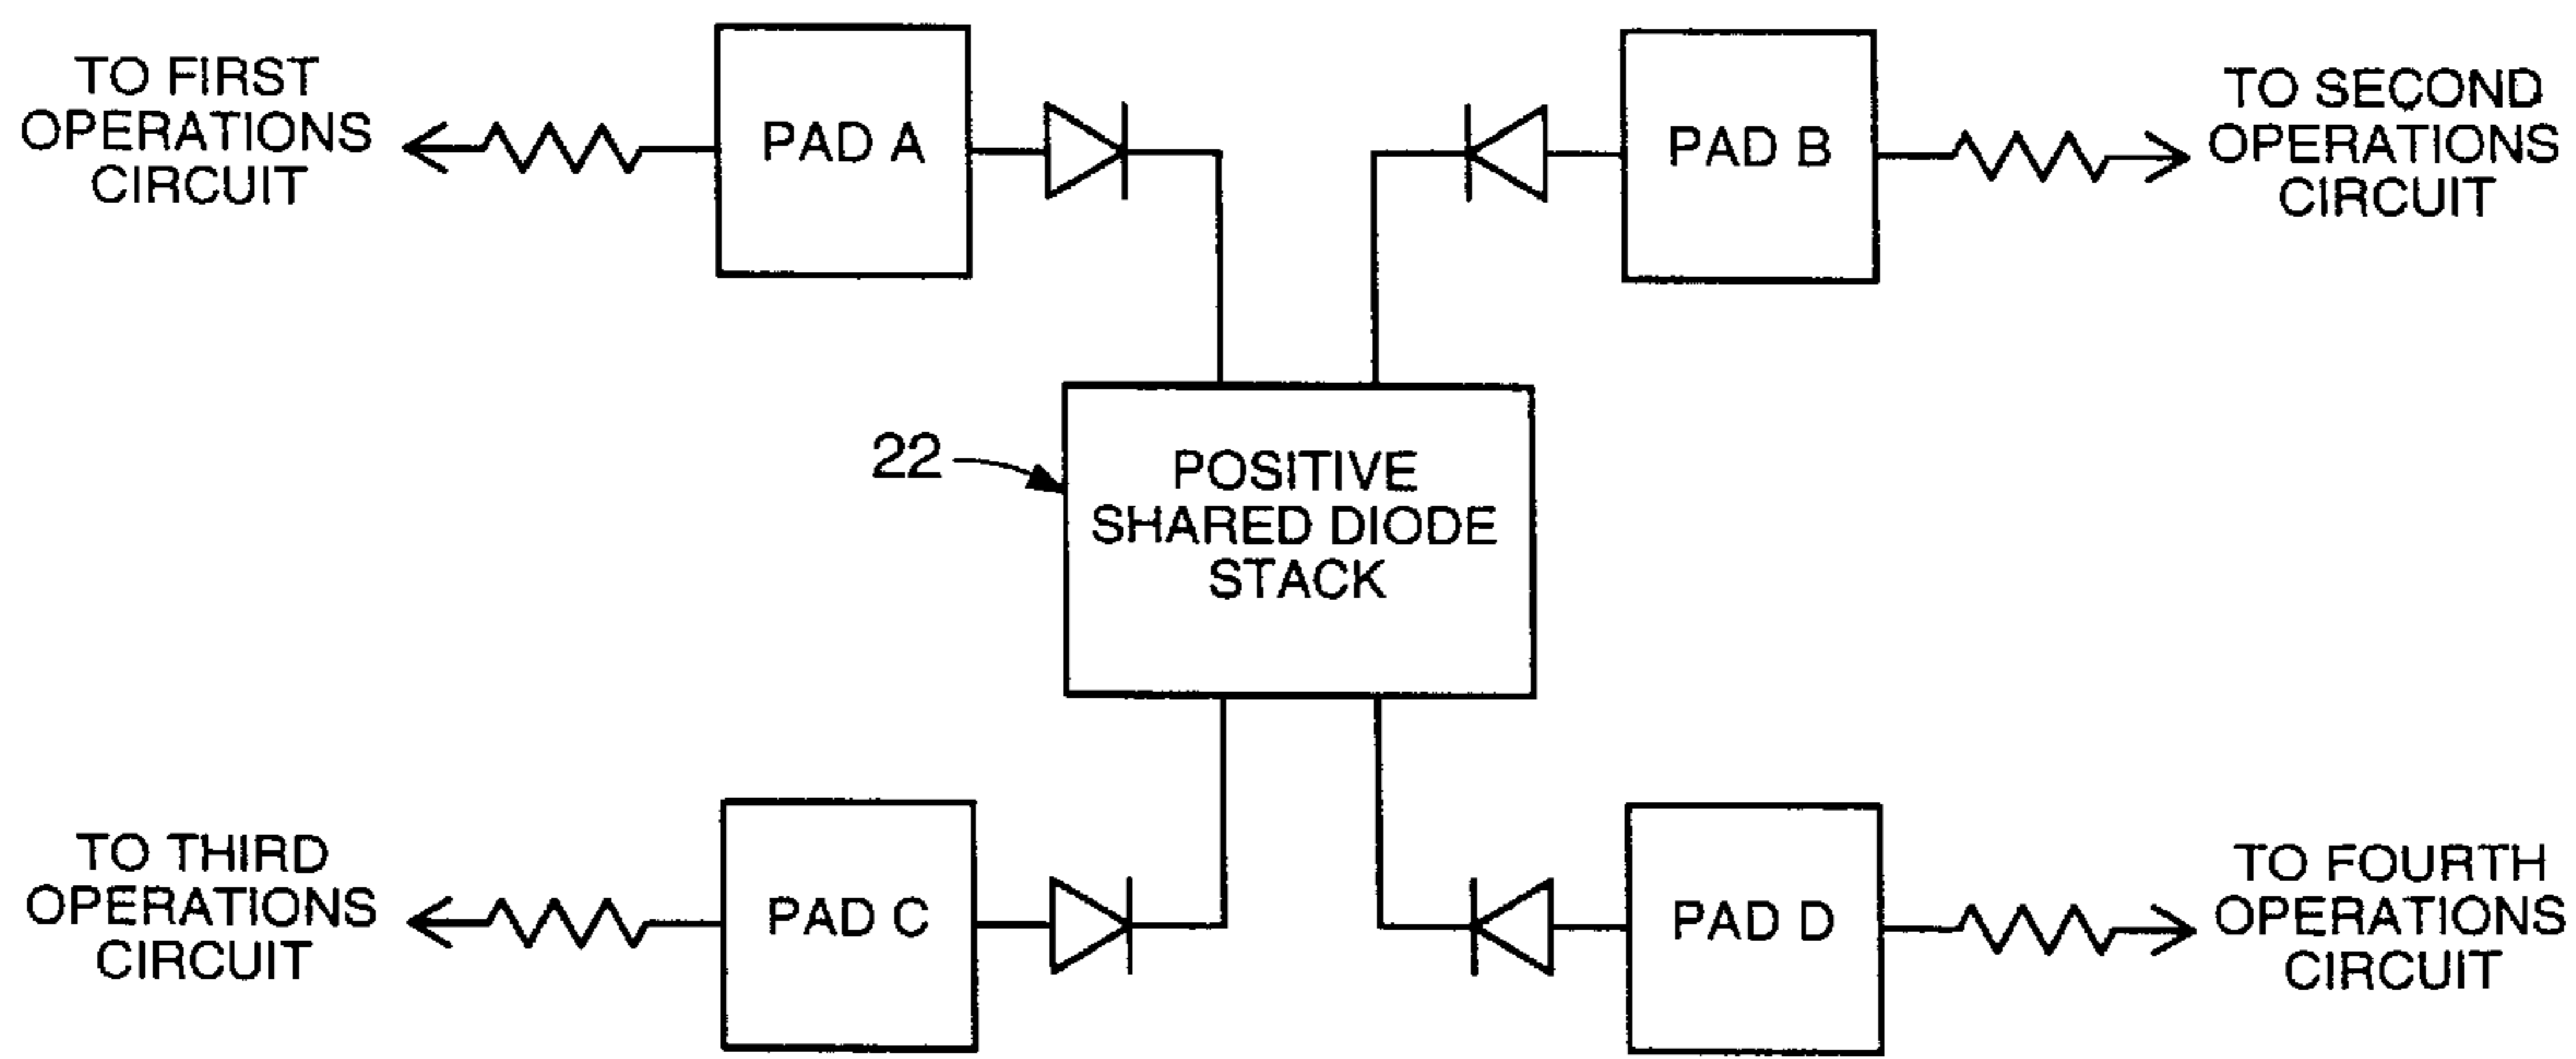 TO FIRST
OPERATIONS
CIRCUIT
PAD A
PAD B
TO SECOND
OPERATIONS
CIRCUIT
22
POSITIVE
SHARED DIODE
STACK
TO THIRD
OPERATIONS
CIRCUIT
PAD C
PAD D
TO FOURTH
OPERATIONS
CIRCUIT